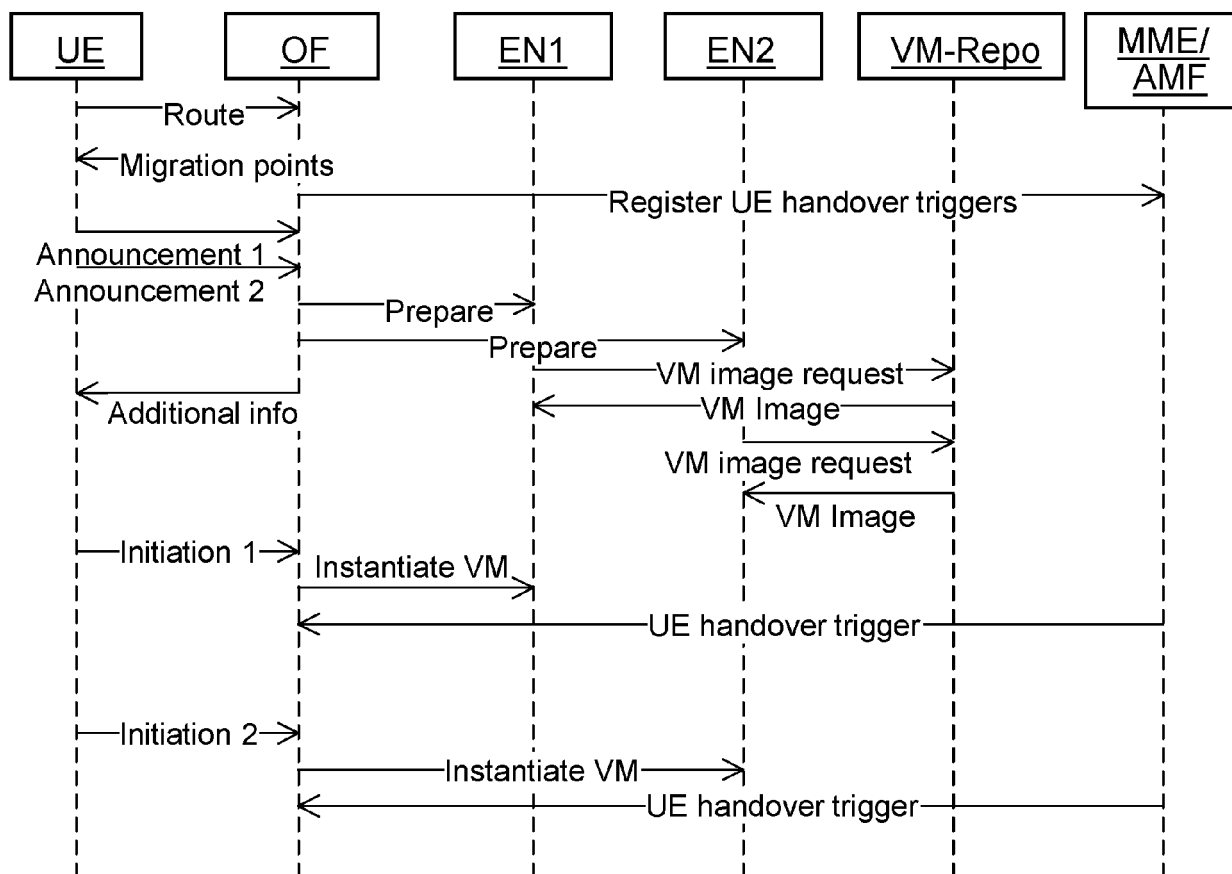 UE
OF
EN1
EN2
VM-Repo
MME/
AMF
Route
Migration points
Register UE handover triggers
Announcement 1
Announcement 2
Prepare
Prepare
VM image request
Additional info
VM Image
VM image request
VM Image
Initiation 1
Instantiate VM
UE handover trigger
Initiation 2
Instantiate VM
UE handover trigger